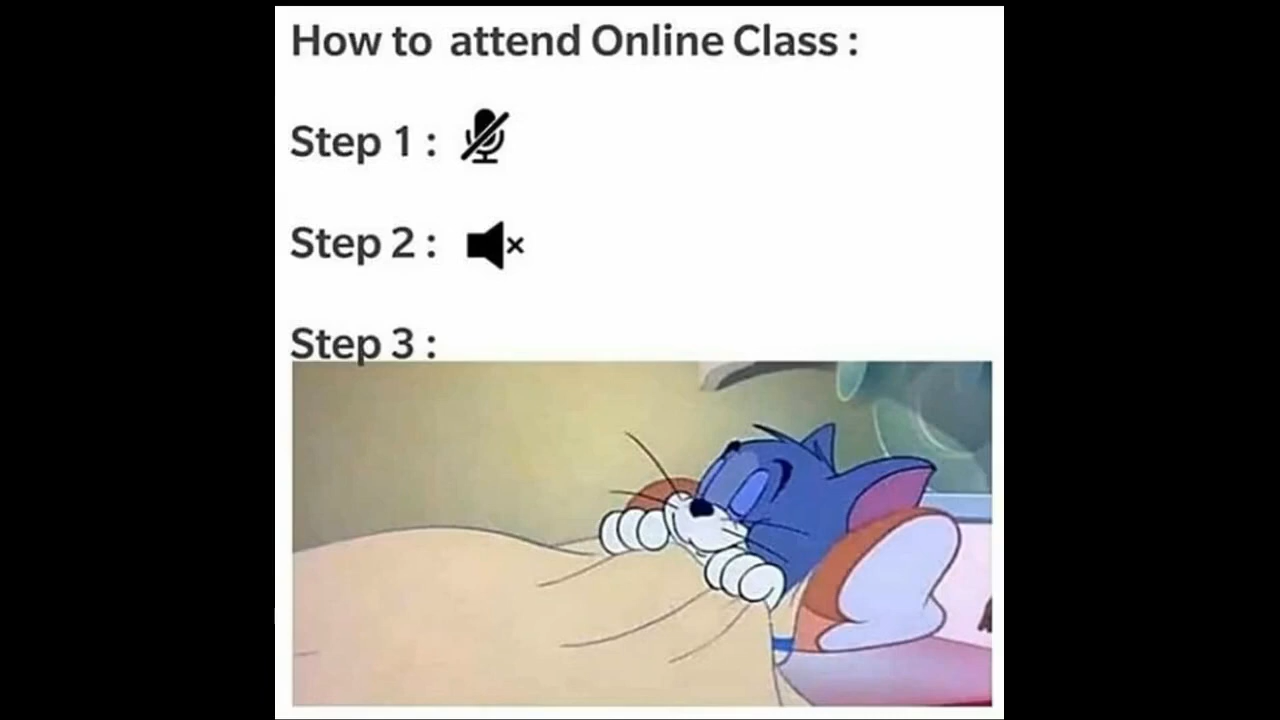 How to attend Online Class :
Step 1 :
Step 2 :
Step 3 :